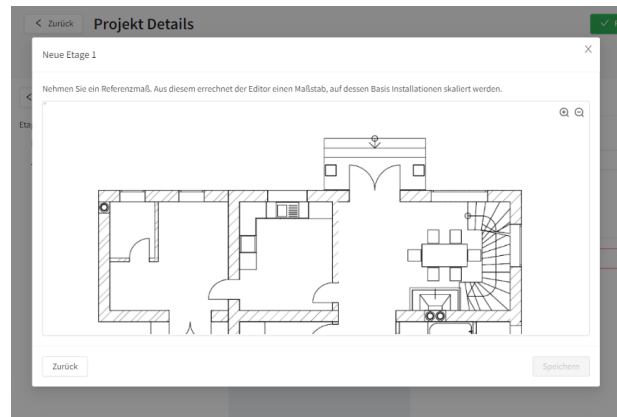 Zurück
Projekt Details
Neue Etage 1
Nehmen Sie ein Referenzmaß. Aus diesem errechnet der Editor einen Maßstab, auf dessen Basis Installationen skaliert werden.
Zurück
Speichern